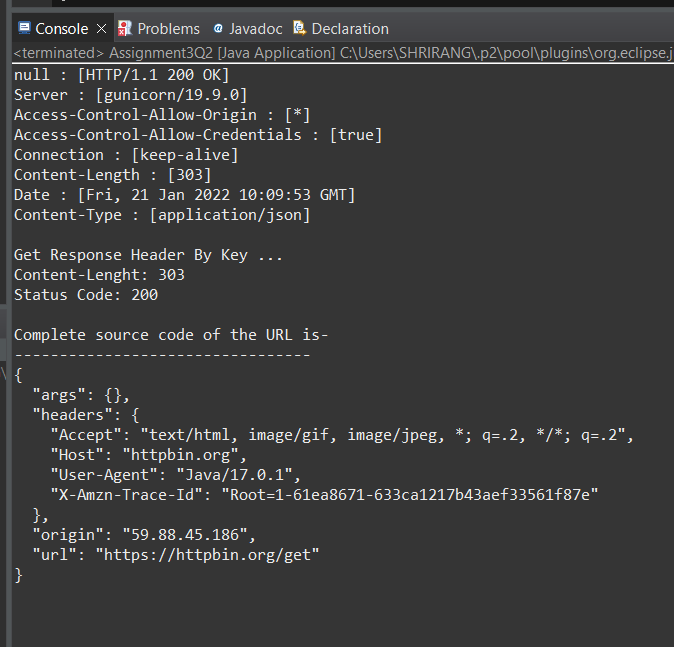 Console Problems Javadoc Declaration
<terminated> Assignment3Q2 [Java Application] C:\Users\SHRIRANG\.p2\pool\plugins\org.eclipse.j
null : [HTTP/1.1 200 OK]
Server : [gunicorn/19.9.0]
Access-Control-Allow-Origin : [*]
Access-Control-Allow-Credentials : [true]
Connection : [keep-alive]
Content-Length : [303]
Date : [Fri, 21 Jan 2022 10:09:53 GMT]
Content-Type : [application/json]

Get Response Header By Key ...
Content-Lenght: 303
Status Code: 200

Complete source code of the URL is-
---------------------------------
{
  "args": {},
  "headers": {
    "Accept": "text/html, image/gif, image/jpeg, *; q=.2, */*; q=.2",
    "Host": "httpbin.org",
    "User-Agent": "Java/17.0.1",
    "X-Amzn-Trace-Id": "Root=1-61ea8671-633ca1217b43aef33561f87e"
  },
  "origin": "59.88.45.186",
  "url": "https://httpbin.org/get"
}